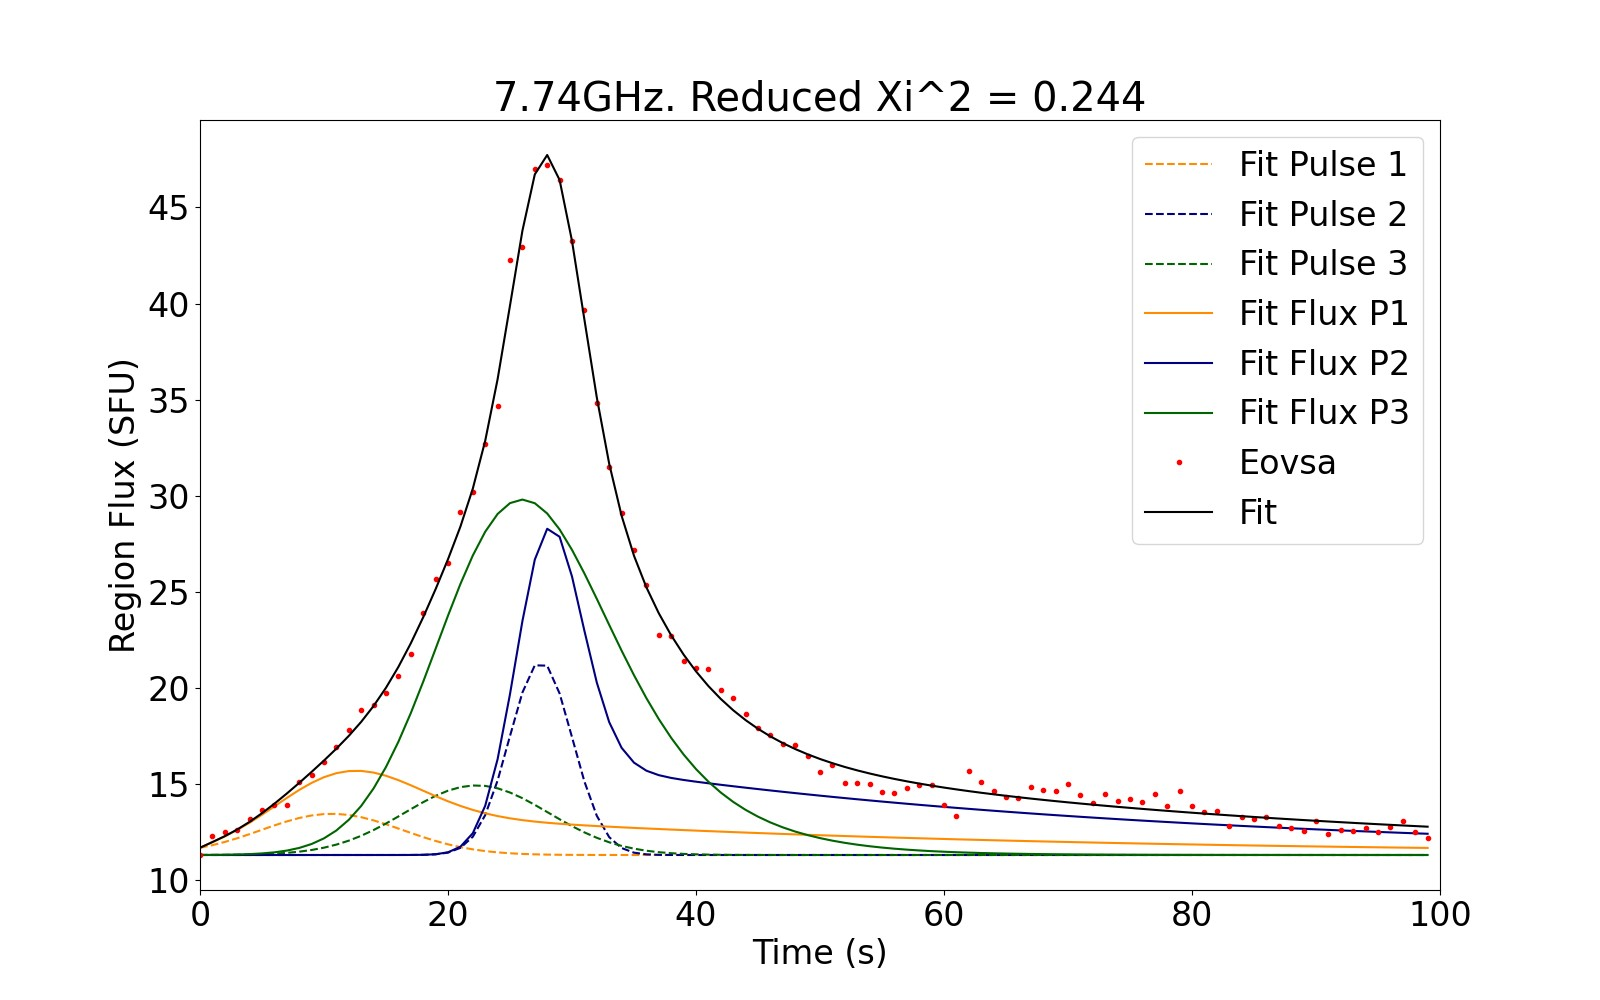 7.74GHz. Reduced Xi^2 = 0.244
Fit Pulse 1
Fit Pulse 2
Fit Pulse 3
Fit Flux P1
Fit Flux P2
Fit Flux P3
Eovsa
Fit
Region Flux (SFU)
45
40
35
30
25
20
15
10
0 20 40 60 80 100
Time (s)